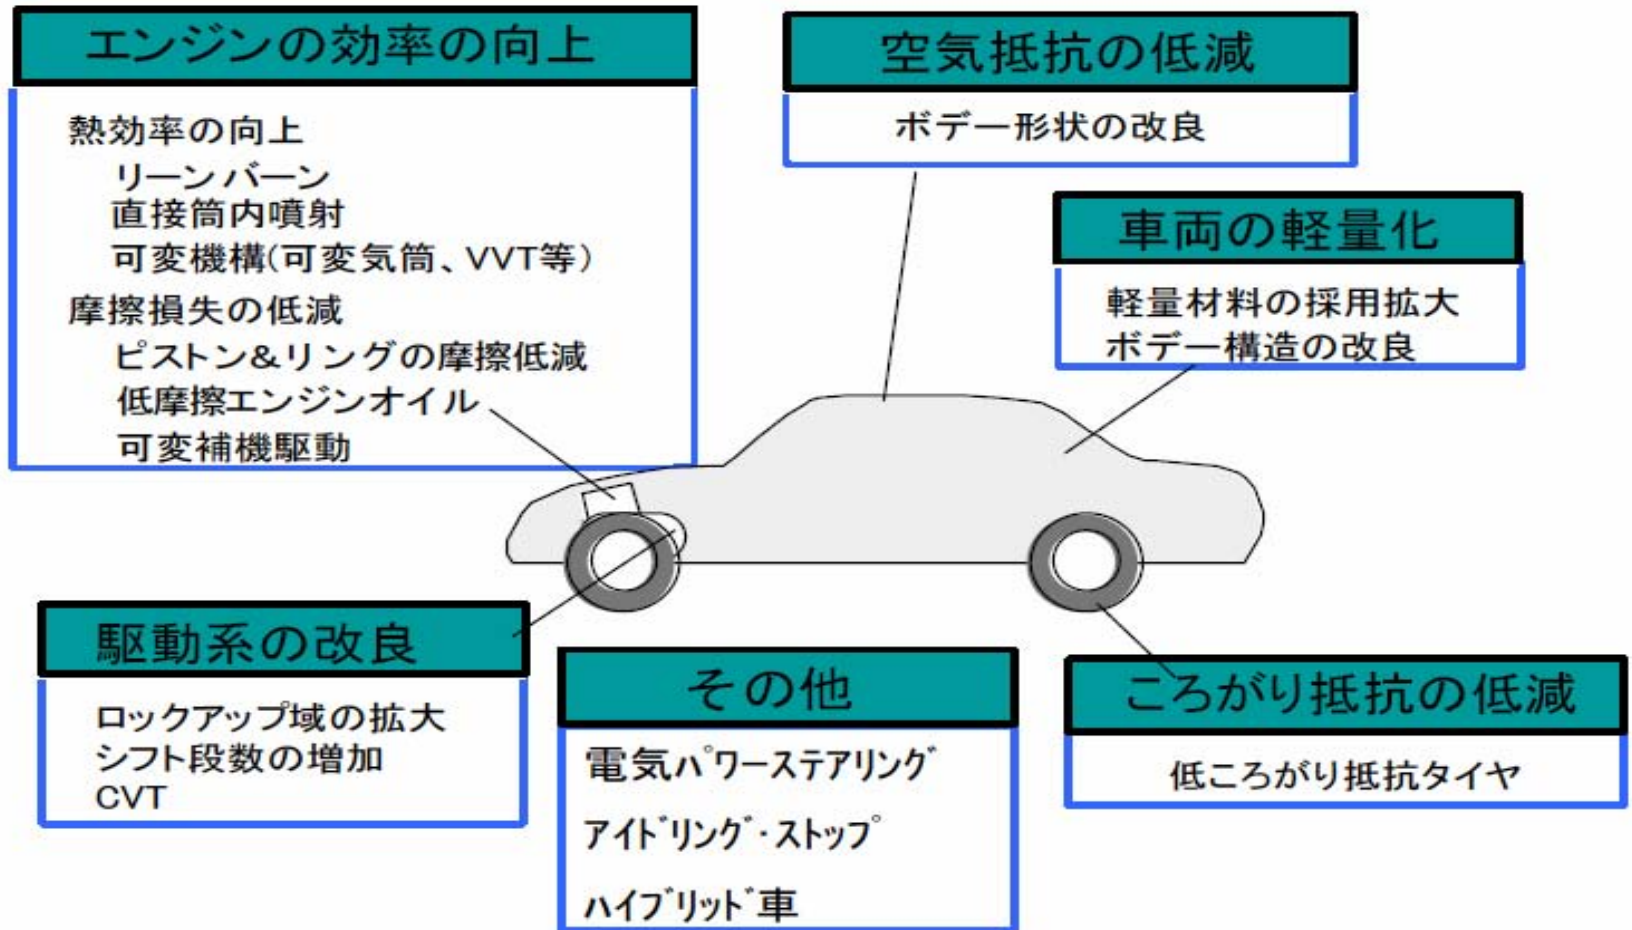 エンジンの効率の向上
熱効率の向上
リーンバーン
直接筒内噴射
可変機構(可変気筒、VVT等)
摩擦損失の低減
ピストン&リングの摩擦低減
低摩擦エンジンオイル
可変補機駆動
空気抵抗の低減
ボデー形状の改良
車両の軽量化
軽量材料の採用拡大
ボデー構造の改良
駆動系の改良
ロックアップ域の拡大
シフト段数の増加
CVT
その他
電気パワーステアリング
アイドリング・ストップ
ハイブリッド車
ころがり抵抗の低減
低ころがり抵抗タイヤ